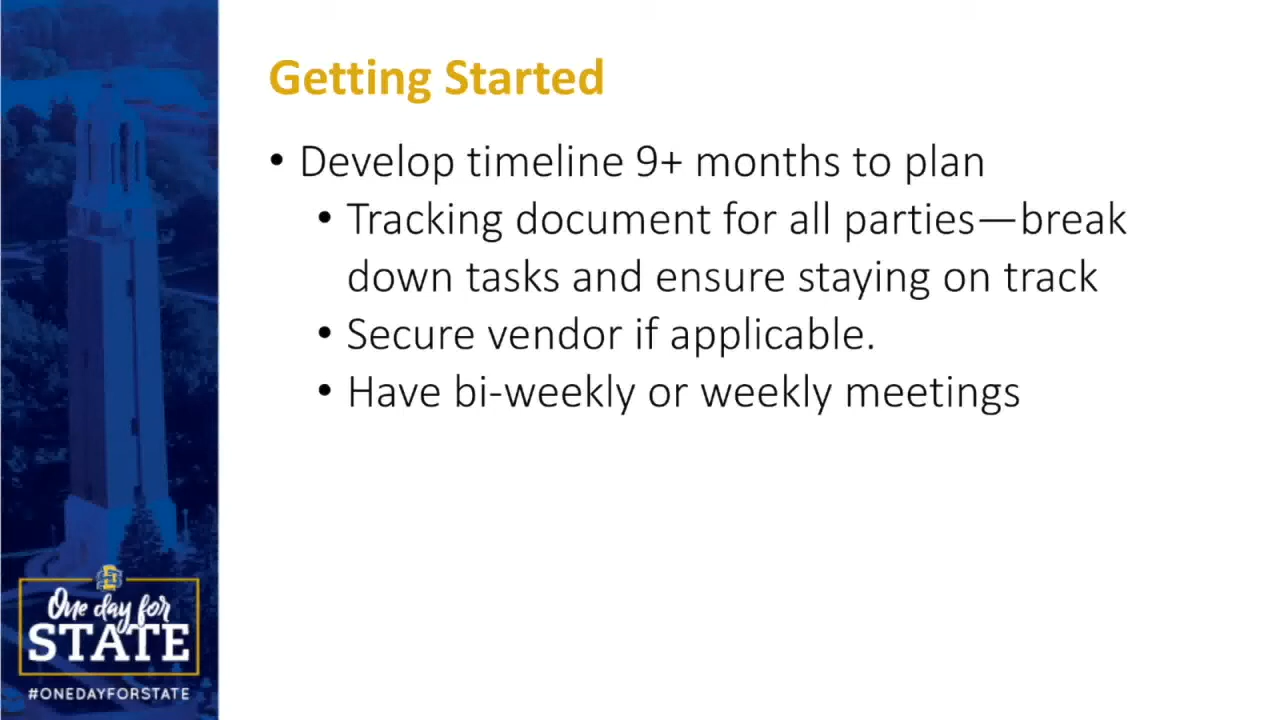 Getting Started
• Develop timeline 9+ months to plan
• Tracking document for all parties—break
down tasks and ensure staying on track
• Secure vendor if applicable.
• Have bi-weekly or weekly meetings
One day for
STATE
#ONEDAYFORSTATE